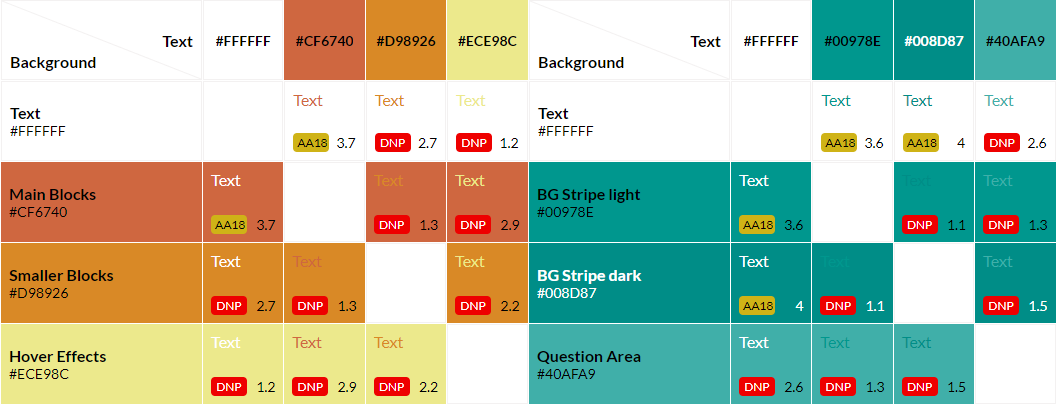 Text #FFFFFF #CF6740 #D98926 #ECE98C
Background
Text
#FFFFFF
Text Text Text
AA18 3.7 DNP 2.7 DNP 1.2
Main Blocks
#CF6740
Text Text Text
AA18 3.7 DNP 1.3 DNP 2.9
Smaller Blocks
#D98926
Text Text Text
DNP 2.7 DNP 1.3 DNP 2.2
Hover Effects
#ECE98C
Text Text Text
DNP 1.2 DNP 2.9 DNP 2.2
Text #FFFFFF #00978E #008D87 #40AFA9
Background
Text
#FFFFFF
Text Text Text
AA18 3.6 AA18 4 DNP 2.6
BG Stripe light
#00978E
Text Text Text
AA18 3.6 DNP 1.1 DNP 1.3
BG Stripe dark
#008D87
Text Text Text
AA18 4 DNP 1.1 DNP 1.5
Question Area
#40AFA9
Text Text Text
DNP 2.6 DNP 1.3 DNP 1.5